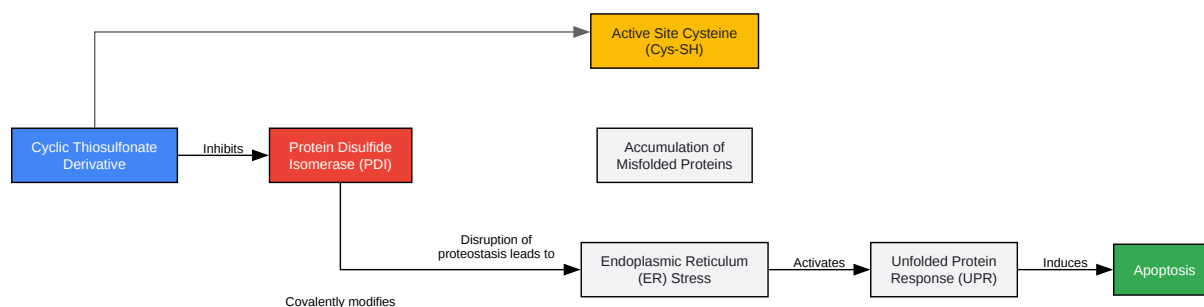 Active Site Cysteine
(Cys-SH)
Cyclic Thiosulfonate
Derivative
Inhibits
Protein Disulfide
Isomerase (PDI)
Accumulation of
Misfolded Proteins
Disruption of
proteostasis leads to
Endoplasmic Reticulum
(ER) Stress
Activates
Unfolded Protein
Response (UPR)
Induces
Apoptosis
Covalently modifies